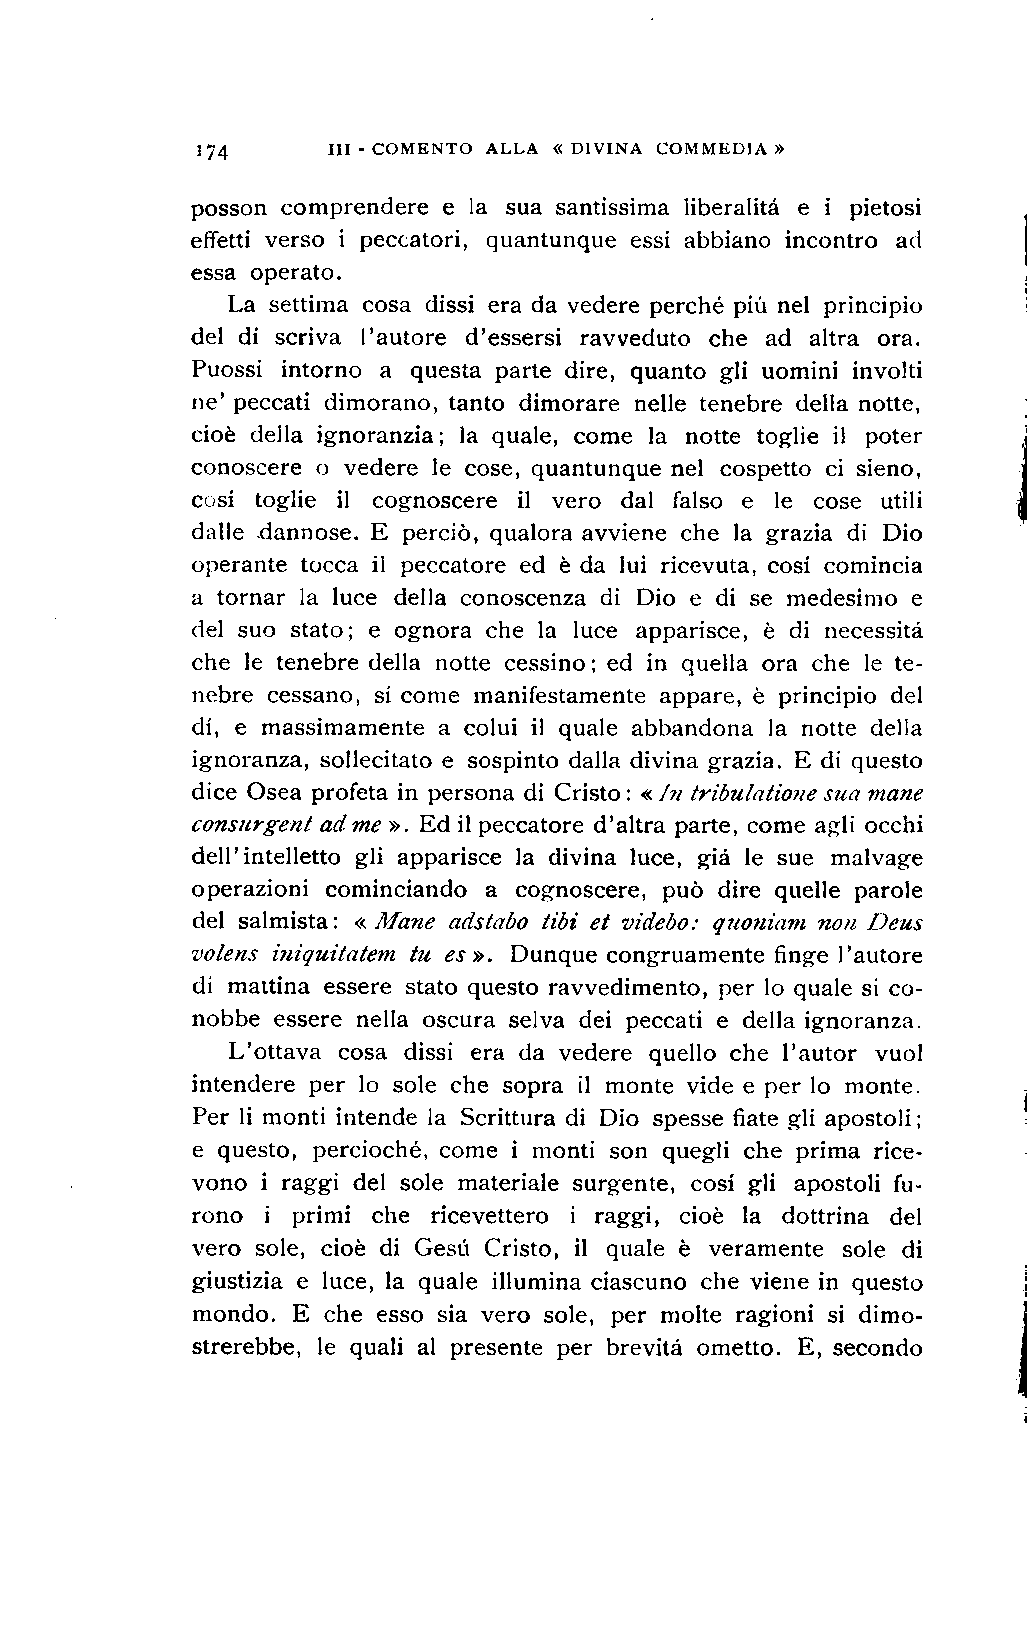 174 III - COMENTO ALLA « DIVINA COMMEDIA »
posson comprendere e la sua santissima liberalitá e i pietosi
effetti verso i peccatori, quantunque essi abbiano incontro ad
essa operato.
La settima cosa dissi era da vedere perché piú nel principio
del dí scriva l'autore d'essersi ravveduto che ad altra ora.
Puossi intorno a questa parte dire, quanto gli uomini involti
ne' peccati dimorano, tanto dimorare nelle tenebre della notte,
cioè della ignoranzia; la quale, come la notte toglie il poter
conoscere o vedere le cose, quantunque nel cospetto ci sieno,
cosí toglie il cognoscere il vero dal falso e le cose utili
dalle dannose. E perciò, qualora avviene che la grazia di Dio
operante tocca il peccatore ed è da lui ricevuta, cosí comincia
a tornar la luce della conoscenza di Dio e di se medesimo e
del suo stato; e ognora che la luce apparisce, è di necessitá
che le tenebre della notte cessino; ed in quella ora che le te-
nebre cessano, sí come manifestamente appare, è principio del
dí, e massimamente a colui il quale abbandona la notte della
ignoranza, sollecitato e sospinto dalla divina grazia. E di questo
dice Osea profeta in persona di Cristo: « In tribulatione sua mane
consurgent ad me ». Ed il peccatore d'altra parte, come agli occhi
dell'intelletto gli apparisce la divina luce, giá le sue malvage
operazioni cominciando a cognoscere, può dire quelle parole
del salmista: « Mane adstabo tibi et videbo: quoniam non Deus
volens iniquitatem tu es ». Dunque congruamente finge l'autore
di mattina essere stato questo ravvedimento, per lo quale si co-
nobbe essere nella oscura selva dei peccati e della ignoranza.
L'ottava cosa dissi era da vedere quello che l'autor vuol
intendere per lo sole che sopra il monte vide e per lo monte.
Per li monti intende la Scrittura di Dio spesse fiate gli apostoli;
e questo, percioché, come i monti son quegli che prima rice-
vono i raggi del sole materiale surgente, cosí gli apostoli fu-
rono i primi che ricevettero i raggi, cioè la dottrina del
vero sole, cioè di Gesú Cristo, il quale è veramente sole di
giustizia e luce, la quale illumina ciascuno che viene in questo
mondo. E che esso sia vero sole, per molte ragioni si dimo-
strerebbe, le quali al presente per brevitá ometto. E, secondo